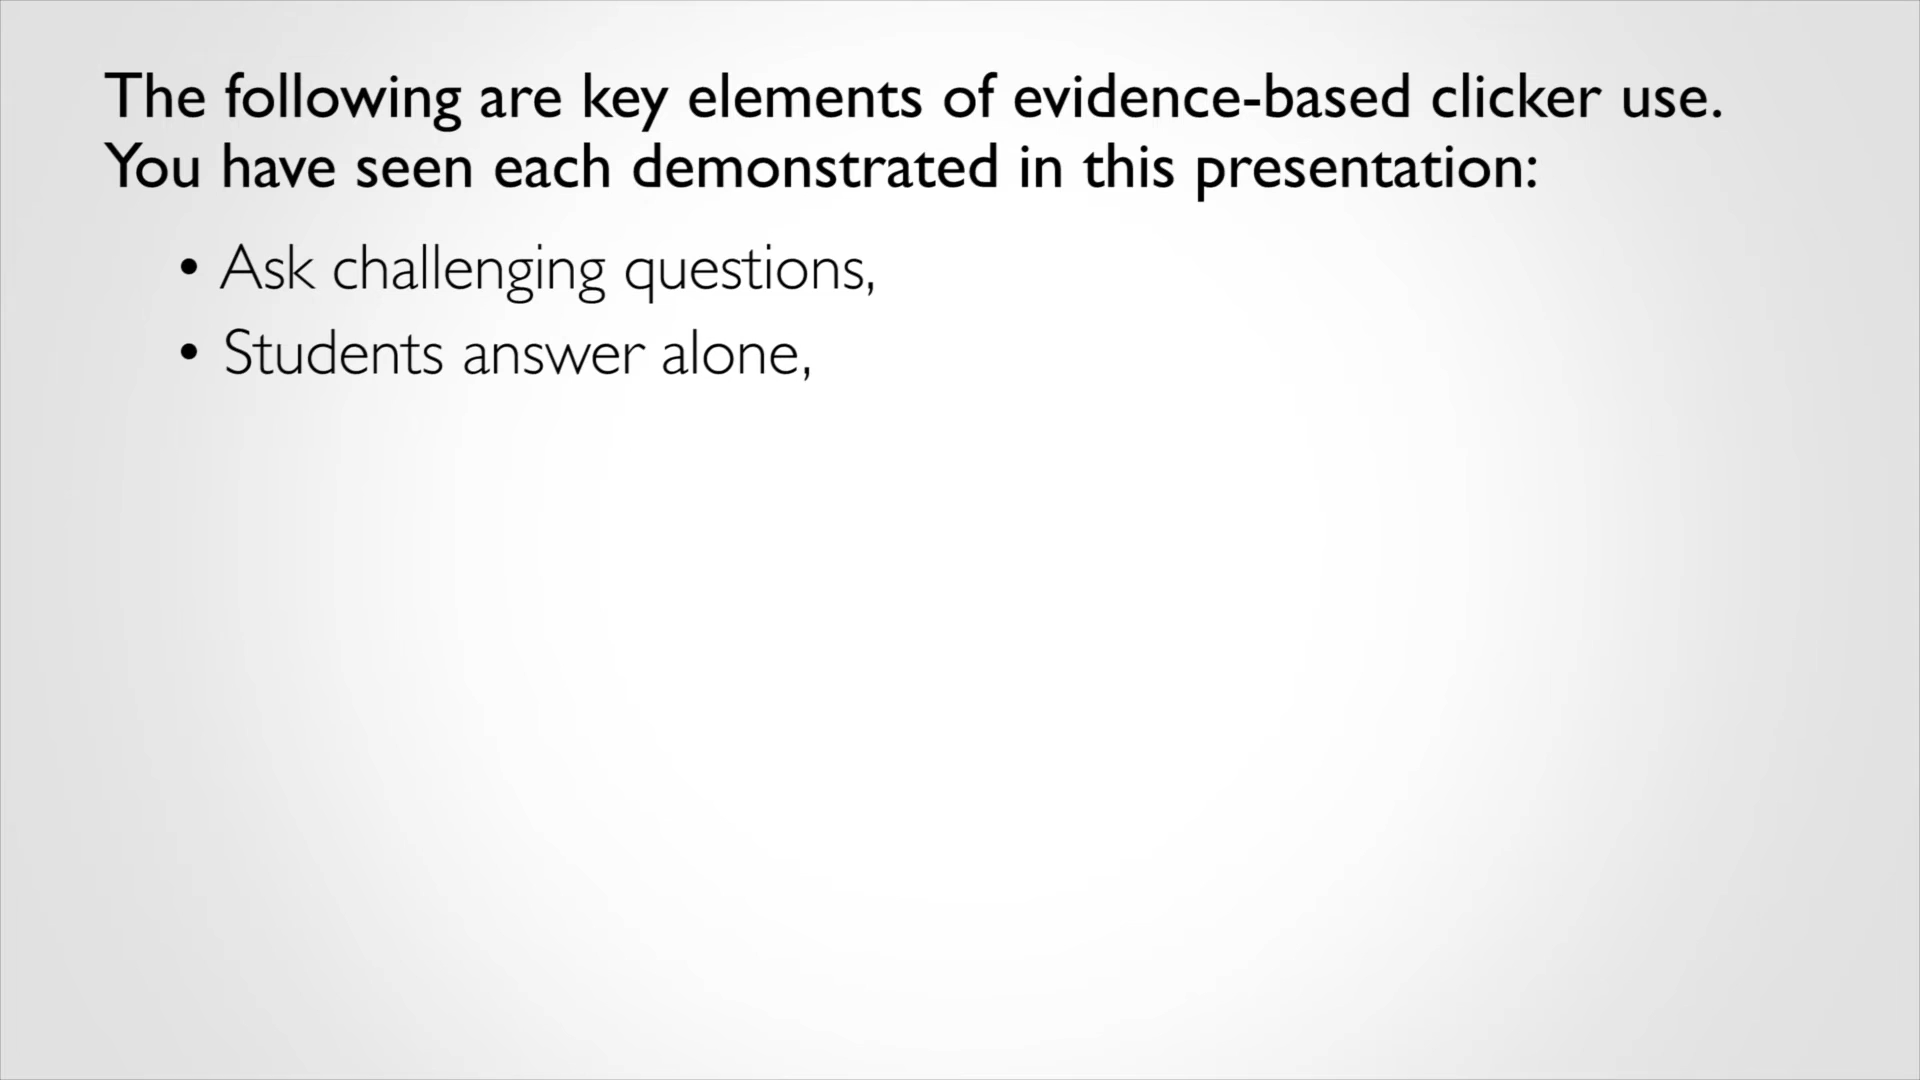 The following are key elements of evidence-based clicker use.
You have seen each demonstrated in this presentation:
• Ask challenging questions,
• Students answer alone,